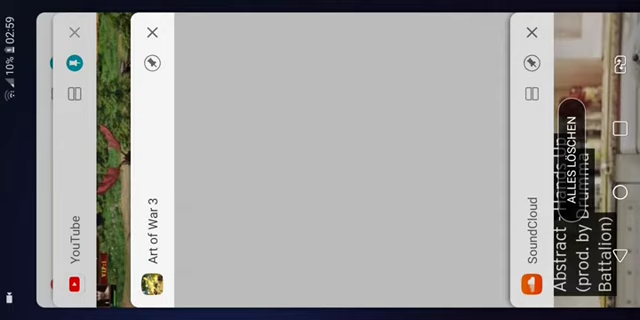 10% 02:59
YouTube
Art of War 3
SoundCloud
Abstract - Hands Up
(prod. by Drumma
Battalion)
ALLES LÖSCHEN